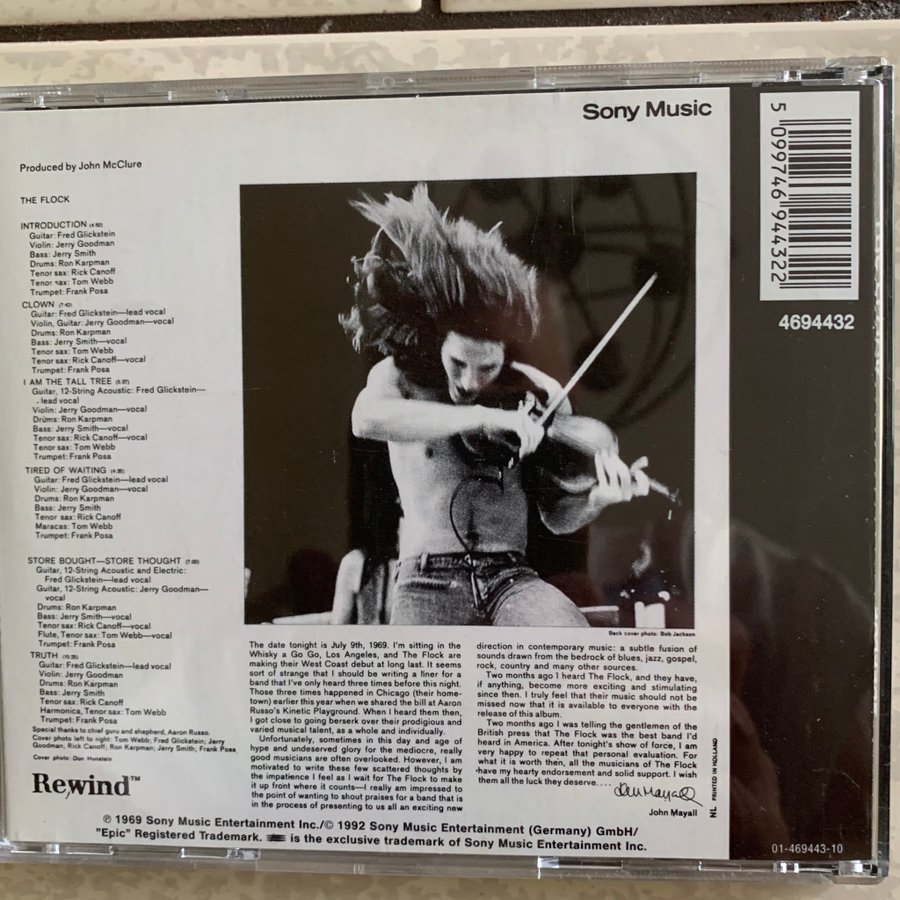 Sony Music
Produced by John McClure
THE FLOCK
INTRODUCTION (4:50)
Guitar: Fred Glickstein
Violin: Jerry Goodman
Bass: Jerry Smith
Drums: Ron Karpman
Tenor sax: Rick Canoff
Tenor sax: Tom Webb
Trumpet: Frank Posa
CLOWN (7:42)
Guitar: Fred Glickstein—lead vocal
Violin, Guitar: Jerry Goodman—vocal
Drums: Ron Karpman
Bass: Jerry Smith—vocal
Tenor sax: Tom Webb
Tenor sax: Rick Canoff—vocal
Trumpet: Frank Posa
I AM THE TALL TREE (5:37)
Guitar, 12-String Acoustic: Fred Glickstein—
lead vocal
Violin: Jerry Goodman—vocal
Drums: Ron Karpman
Bass: Jerry Smith—vocal
Tenor sax: Rick Canoff—vocal
Tenor sax: Tom Webb
Trumpet: Frank Posa
TIRED OF WAITING (4:35)
Guitar: Fred Glickstein—lead vocal
Violin: Jerry Goodman—vocal
Drums: Ron Karpman
Bass: Jerry Smith
Tenor sax: Rick Canoff
Maracas: Tom Webb
Trumpet: Frank Posa
STORE BOUGHT—STORE THOUGHT (7:00)
Guitar, 12-String Acoustic and Electric:
Fred Glickstein—lead vocal
Guitar, 12-String Acoustic: Jerry Goodman—
vocal
Drums: Ron Karpman
Bass: Jerry Smith—vocal
Tenor sax: Rick Canoff—vocal
Flute, Tenor sax: Tom Webb—vocal
Trumpet: Frank Posa
TRUTH (15:25)
Guitar: Fred Glickstein—lead vocal
Violin: Jerry Goodman
Drums: Ron Karpman
Bass: Jerry Smith
Tenor sax: Rick Canoff
Harmonica, Tenor sax: Tom Webb
Trumpet: Frank Posa
Special thanks to chief guru and shepherd, Aaron Russo.
Cover photo left to right: Tom Webb; Fred Glickstein; Jerry
Goodman; Rick Canoff; Ron Karpman; Jerry Smith; Frank Posa
Cover photo: Don Hunstein
Rewind™
Back cover photo: Bob Jackson
The date tonight is July 9th, 1969. I'm sitting in the
Whisky a Go Go, Los Angeles, and The Flock are
making their West Coast debut at long last. It seems
sort of strange that I should be writing a liner for a
band that I've only heard three times before this night.
Those three times happened in Chicago (their home-
town) earlier this year when we shared the bill at Aaron
Russo's Kinetic Playground. When I heard them then,
I got close to going berserk over their prodigious and
varied musical talent, as a whole and individually.
Unfortunately, sometimes in this day and age of
hype and undeserved glory for the mediocre, really
good musicians are often overlooked. However, I am
motivated to write these few scattered thoughts by
the impatience I feel as I wait for The Flock to make
it up front where it counts—I really am impressed to
the point of wanting to shout praises for a band that is
in the process of presenting to us all an exciting new
direction in contemporary music: a subtle fusion of
sounds drawn from the bedrock of blues, jazz, gospel,
rock, country and many other sources.
Two months ago I heard The Flock, and they have,
if anything, become more exciting and stimulating
since then. I truly feel that their music should not be
missed now that it is available to everyone with the
release of this album.
Two months ago I was telling the gentlemen of the
British press that The Flock was the best band I'd
heard in America. After tonight's show of force, I am
very happy to repeat that personal evaluation. For
what it is worth then, all the musicians of The Flock
have my hearty endorsement and solid support. I wish
them all the luck they deserve....
John Mayall
John Mayall
℗ 1969 Sony Music Entertainment Inc./© 1992 Sony Music Entertainment (Germany) GmbH/
"Epic" Registered Trademark. is the exclusive trademark of Sony Music Entertainment Inc.
5 099746 944322
4694432
NL PRINTED IN HOLLAND
01-469443-10